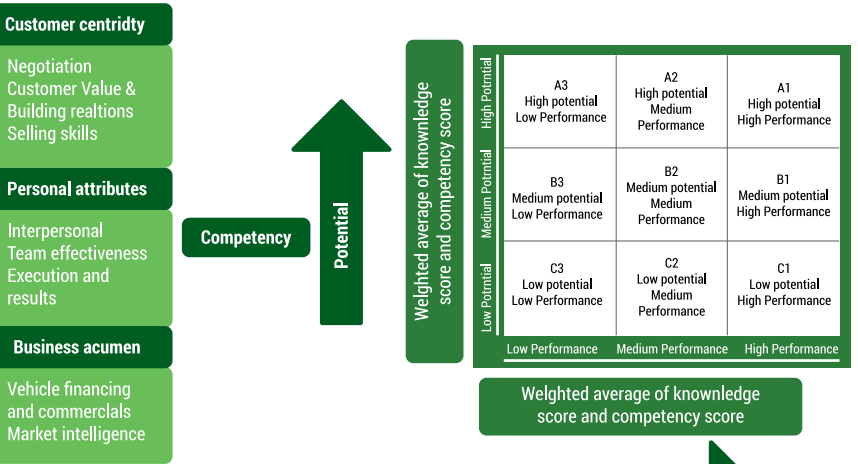 Customer centridty
Negotiation
Customer Value &
Building realtions
Selling skills
Personal attributes
Interpersonal
Team effectiveness
Execution and
results
Business acumen
Vehicle financing
and commerclals
Market intelligence
Competency
Potential
Welghted average of knownledge
score and competency score
High Potrntial
Medium Potrntial
Low Potrntial
A3
High potential
Low Performance
A2
High potential
Medium
Performance
A1
High potential
High Performance
B3
Medium potential
Low Performance
B2
Medium potential
Medium
Performance
B1
Medium potential
High Performance
C3
Low potential
Low Performance
C2
Low potential
Medium
Performance
C1
Low potential
High Performance
Low Performance
Medium Performance
High Performance
Welghted average of knownledge
score and competency score